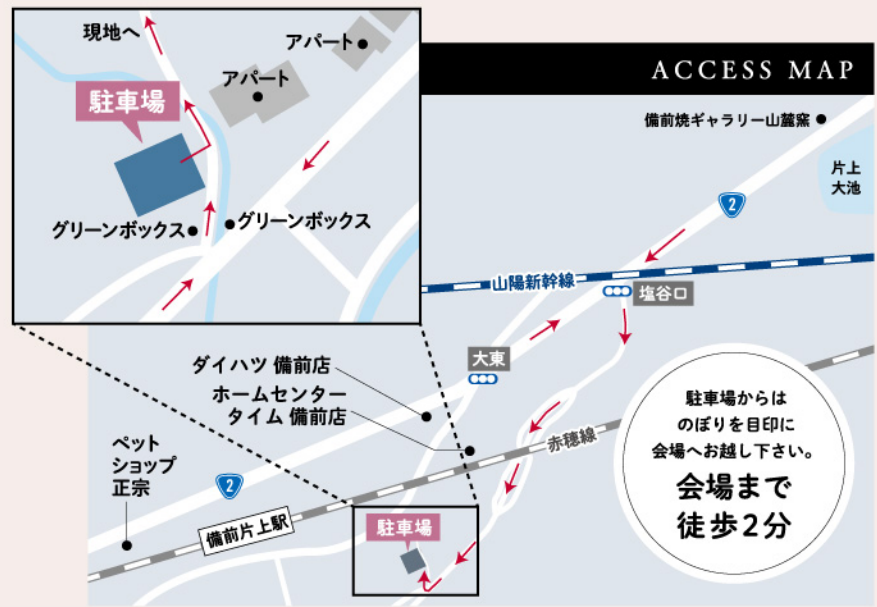 現地へ
アパート
アパート
駐車場
グリーンボックス
グリーンボックス
ACCESS MAP
備前焼ギャラリー山麓窯
片上
大池
2
山陽新幹線
塩谷口
大東
ダイハツ 備前店
ホームセンター
タイム 備前店
赤穂線
ペット
ショップ
正宗
2
備前片上駅
駐車場
駐車場からは
のぼりを目印に
会場へお越し下さい。
会場まで
徒歩2分